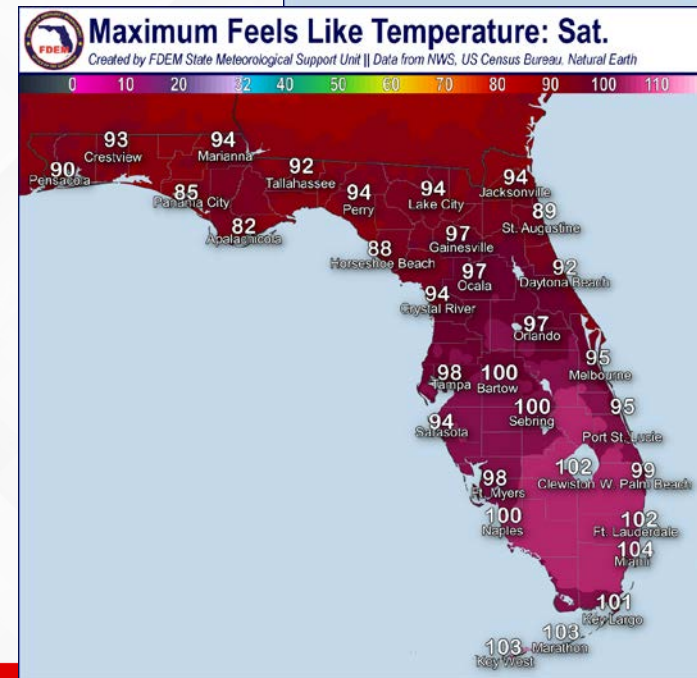 Maximum Feels Like Temperature: Sat.
FDEM
Created by FDEM State Meteorological Support Unit || Data from NWS, US Census Bureau, Natural Earth
0 10 20 32 40 50 60 70 80 90 100 110
93
Crestview
94
Marianna
90
Pensacola
92
Tallahassee
85
Panama City
82
Apalachicola
94
Perry
94
Lake City
94
Jacksonville
89
St. Augustine
97
Gainesville
88
Horseshoe Beach
97
Ocala
92
Daytona Beach
94
Crystal River
97
Orlando
95
Melbourne
98
Tampa
100
Bartow
100
Sebring
95
Port St. Lucie
94
Sarasota
102
Clewiston
99
W. Palm Beach
98
Ft. Myers
100
Naples
102
Ft. Lauderdale
104
Miami
101
Key Largo
103
Marathon
103
Key West